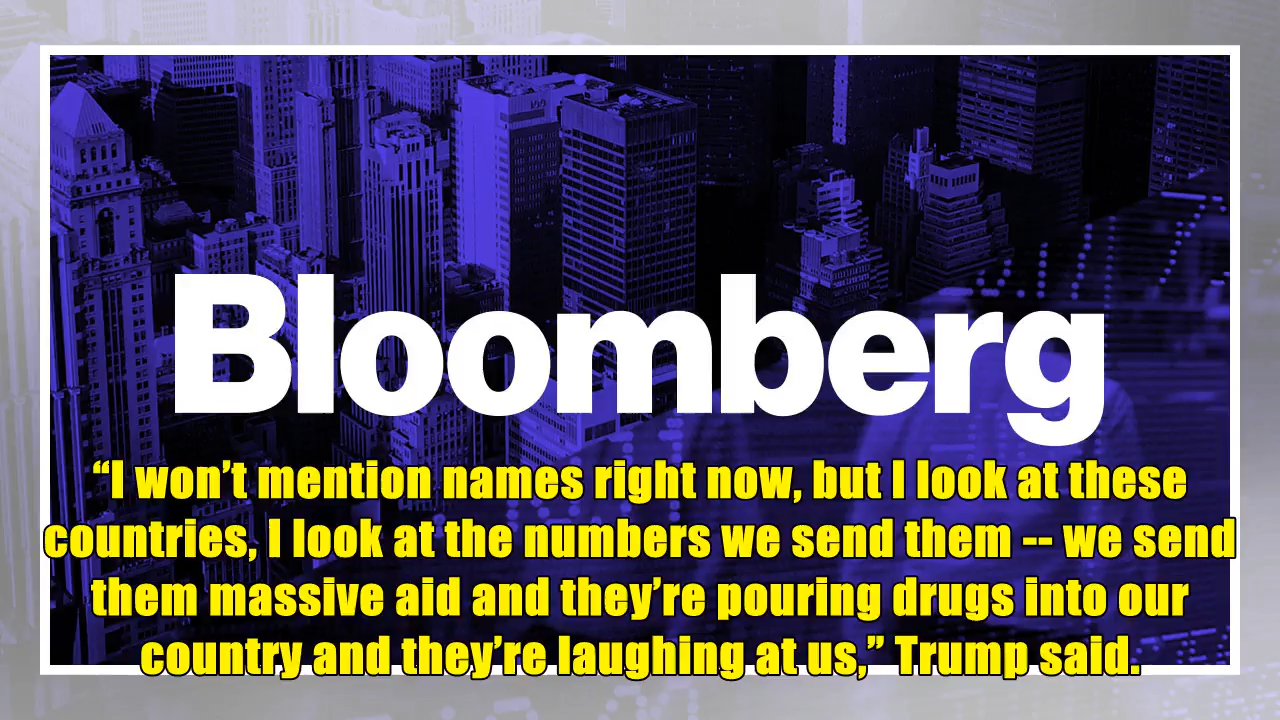 Bloomberg
“I won’t mention names right now, but I look at these
countries, I look at the numbers we send them -- we send
them massive aid and they’re pouring drugs into our
country and they’re laughing at us,” Trump said.